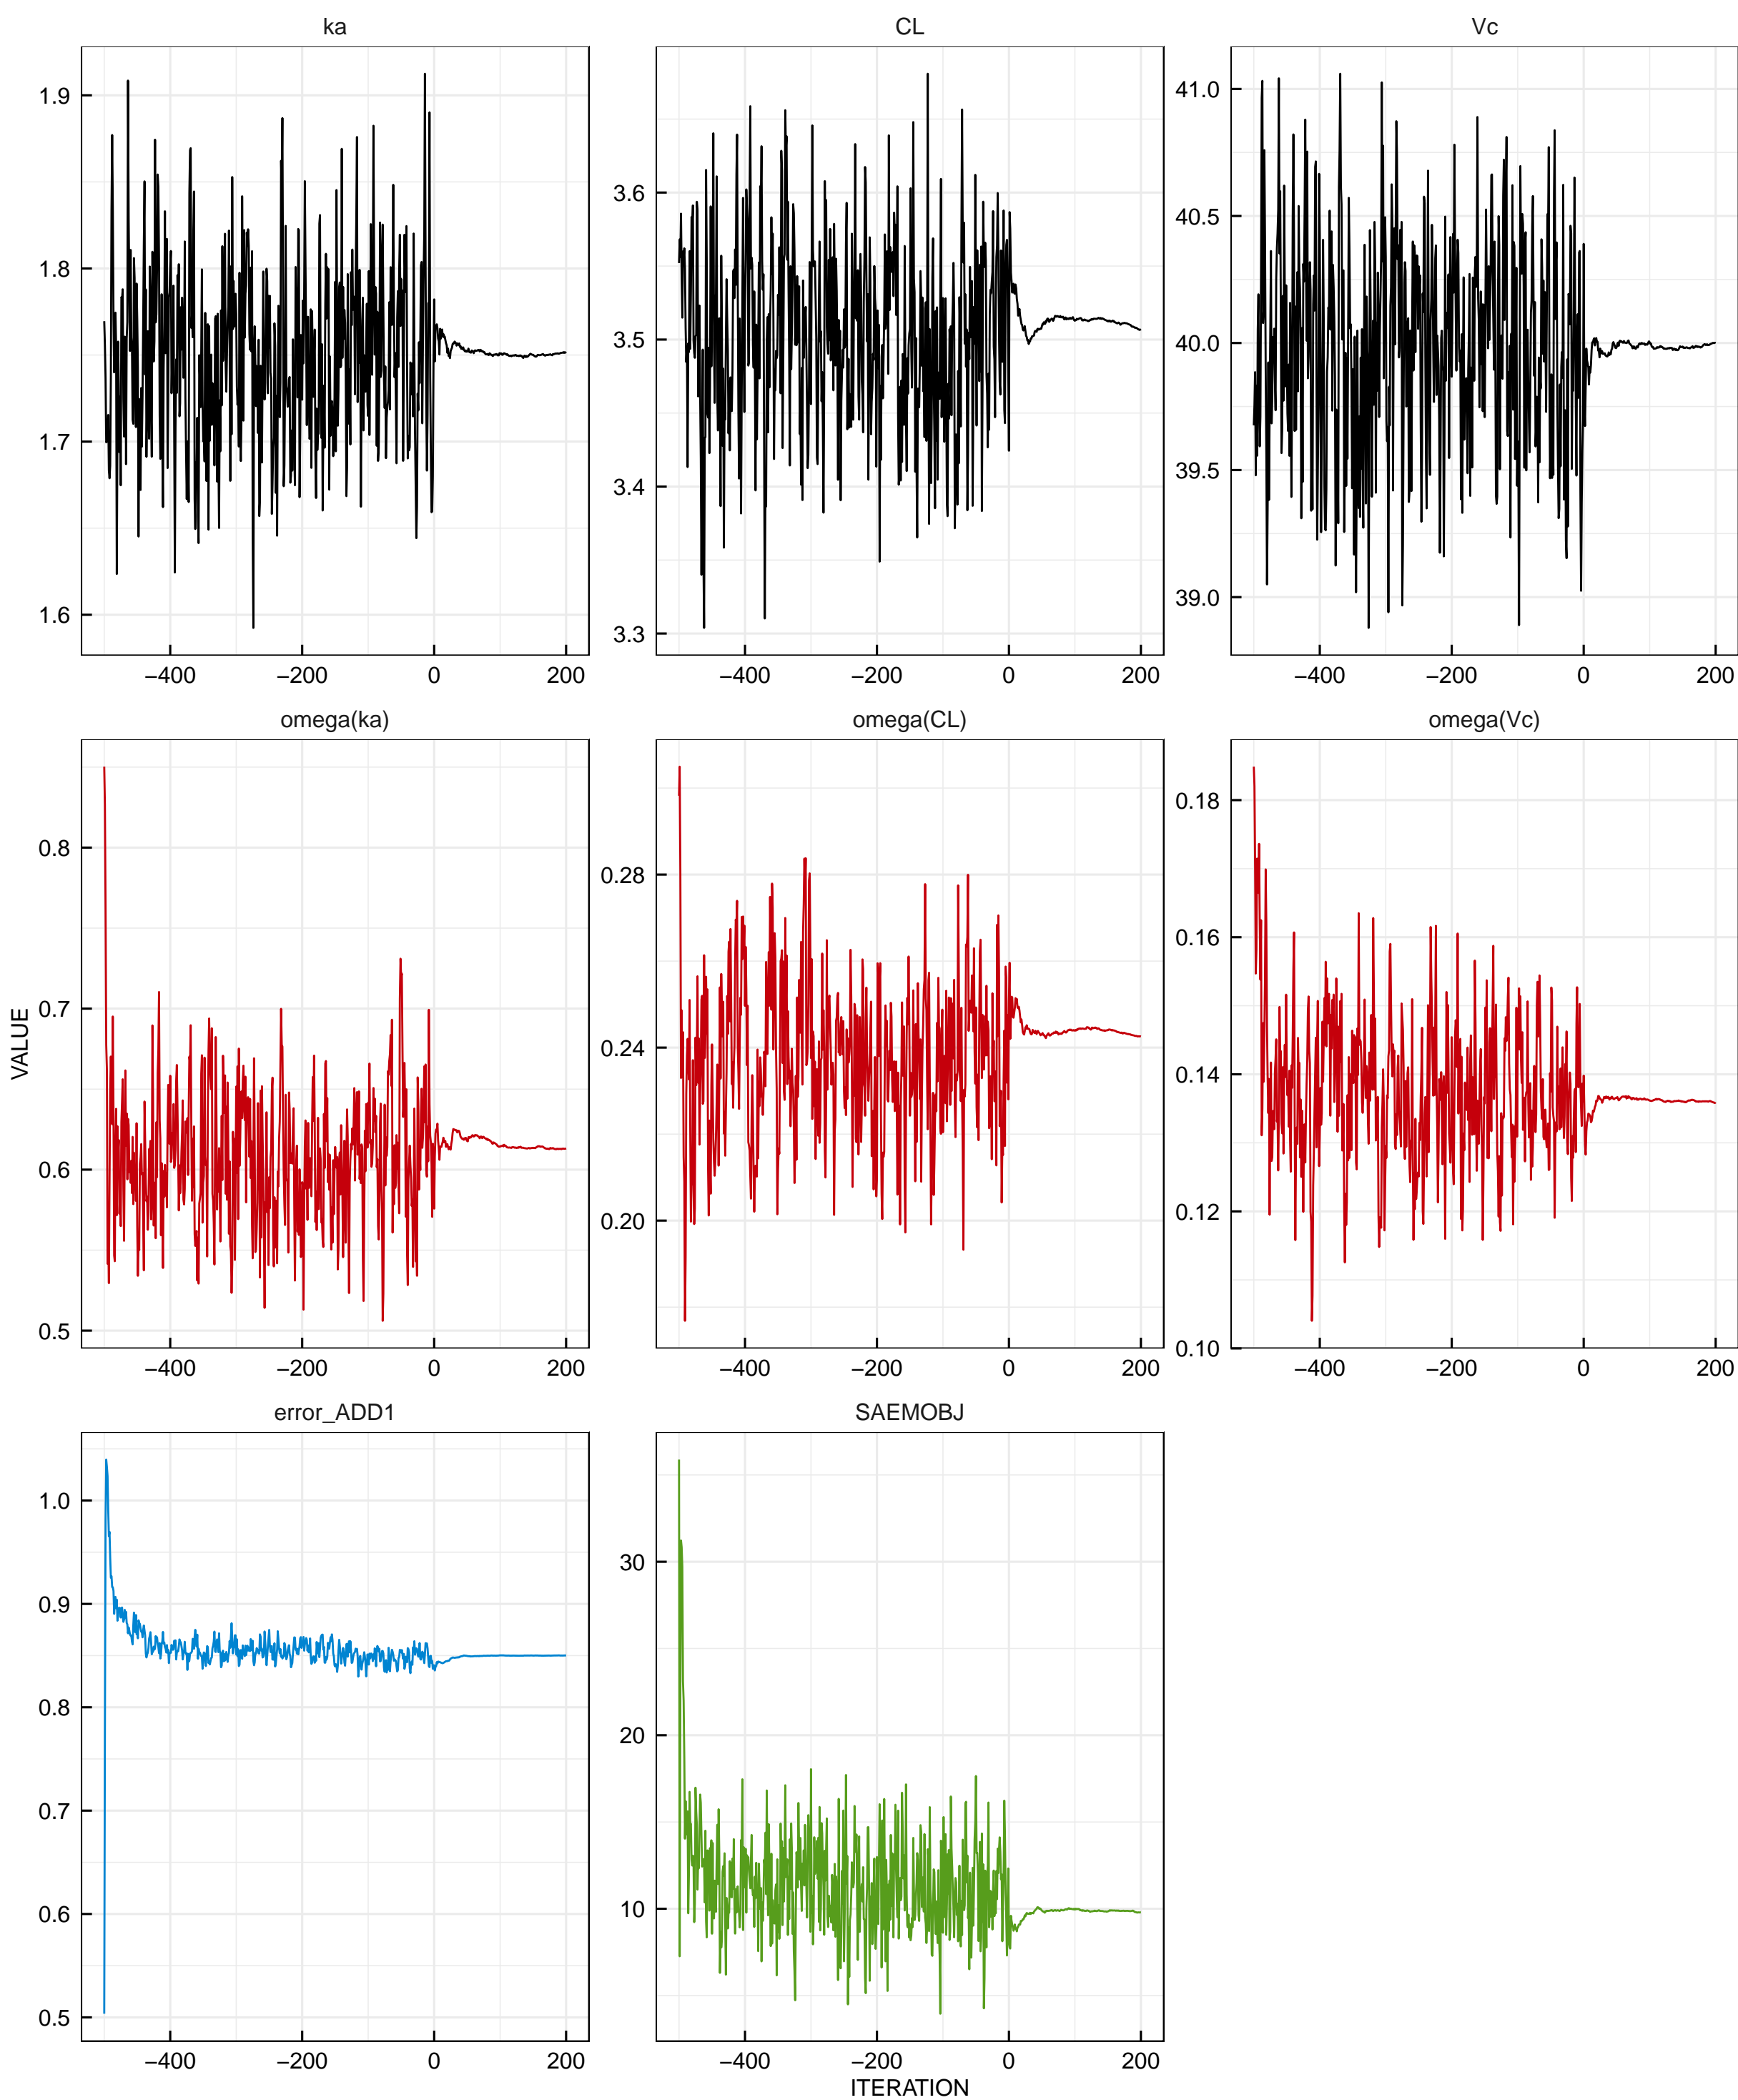 ka CL Vc
1.9 3.6 3.5 3.4 3.3 41.0 40.5 40.0 39.5 39.0
1.8
1.7
1.6
−400 −200 0 200 −400 −200 0 200 −400 −200 0 200
omega(ka) omega(CL) omega(Vc)
0.8 0.28 0.18
0.7 0.24 0.16
0.6 0.20 0.14
0.5 0.12
0.10
VALUE
−400 −200 0 200 −400 −200 0 200 −400 −200 0 200
error_ADD1 SAEMOBJ
1.0 30
0.9 20
0.8 10
0.7
0.6
0.5
−400 −200 0 200 −400 −200 0 200
ITERATION